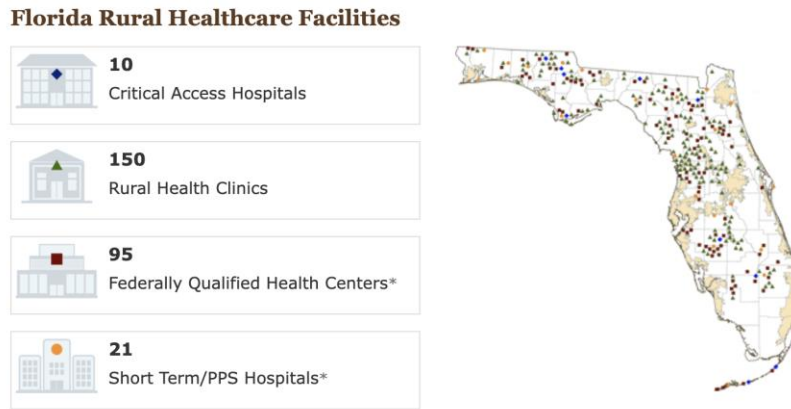 Florida Rural Healthcare Facilities
10
Critical Access Hospitals
150
Rural Health Clinics
95
Federally Qualified Health Centers*
21
Short Term/PPS Hospitals*